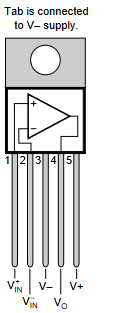 Tab is connected
to V– supply.
+
–
1 2 3 4 5
V+IN V– V+
V–IN VO